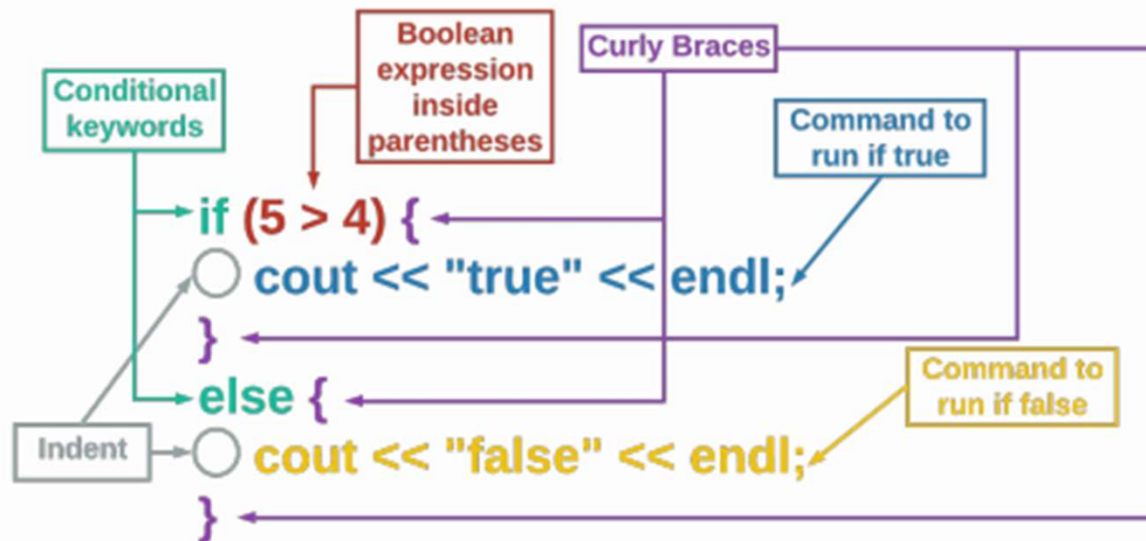 Boolean
expression
inside
parentheses
Curly Braces
Conditional
keywords
Command to
run if true
if (5 > 4) {
cout << "true" << endl;
}
Command to
run if false
else {
Indent
cout << "false" << endl;
}